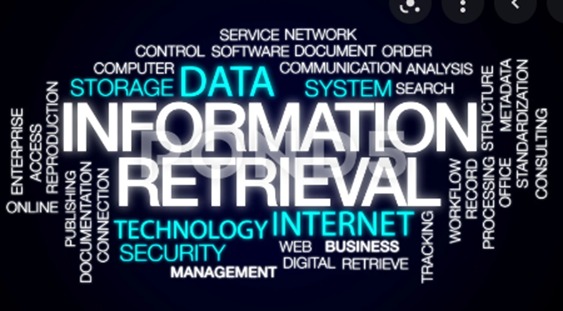 SERVICE NETWORK
CONTROL SOFTWARE DOCUMENT ORDER
COMPUTER DATA COMMUNICATION ANALYSIS
STORAGE SYSTEM SEARCH
INFORMATION
RETRIEVAL
POND5
TECHNOLOGY INTERNET
SECURITY WEB BUSINESS
MANAGEMENT DIGITAL RETRIEVE
ENTERPRISE
ACCESS
REPRODUCTION
ONLINE
PUBLISHING
DOCUMENTATION
CONNECTION
TRACKING
WORKFLOW
RECORD
PROCESSING STRUCTURE
OFFICE METADATA
STANDARDIZATION
CONSULTING